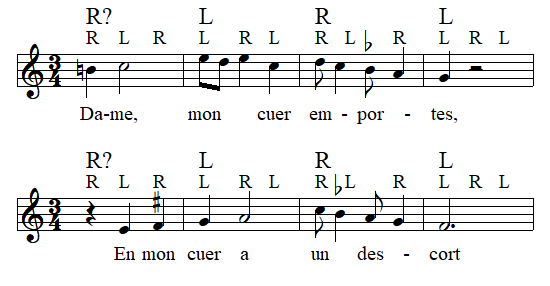 R? L R L
R L R L R L R L R L R L
Da-me, mon cuer em - por - tes,
R? L R L
R L R L R L R L R L R L
En mon cuer a un des - cort